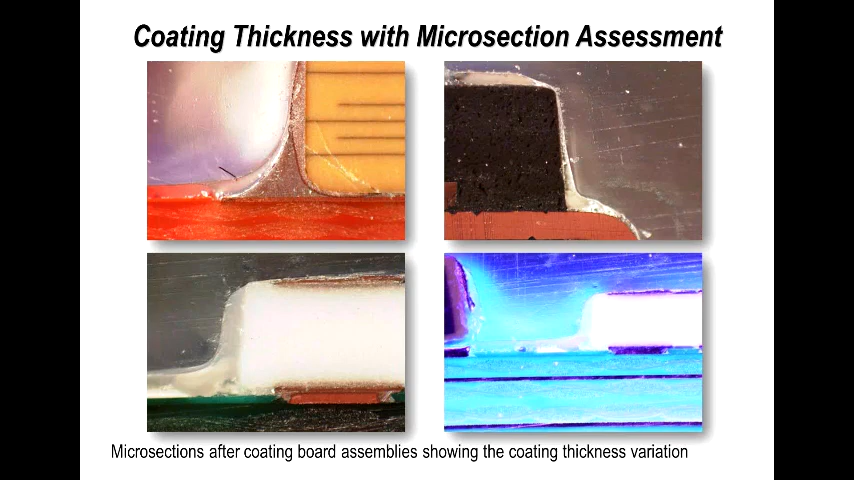 Coating Thickness with Microsection Assessment
Microsections after coating board assemblies showing the coating thickness variation